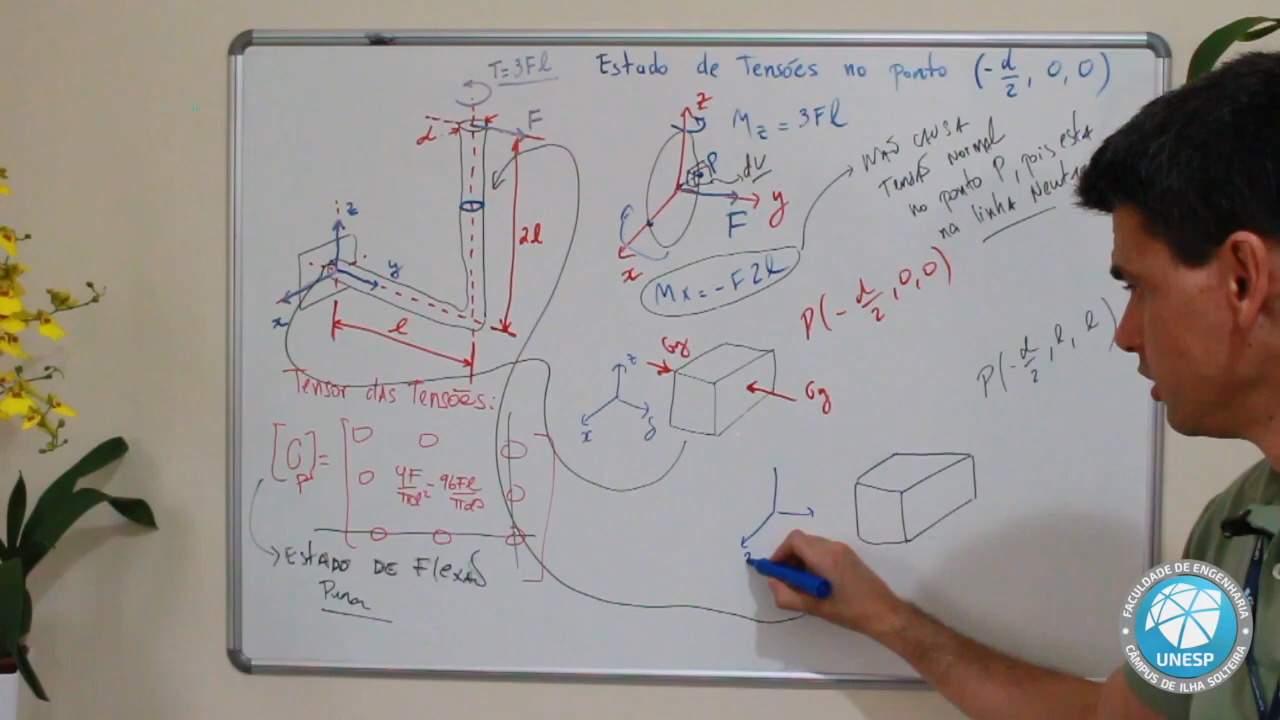 T=3Fl
Estado de Tensões no ponto (-d/2, 0, 0)
d
F
2l
z
y
x
l
z
Mz = 3Fl
P
dV
y
F
x
Mx = -F2l
NÃO CAUSA
TENSÃO NORMAL
no ponto P, pois está
na linha Neutra
P(-d/2, 0, 0)
P(-d/2, l, l)
σy
σy
z
x
y
Tensor das Tensões:
[σ]P =
0 0 0
0 4F/πd² - 96Fl/πd³ 0
0 0 0
ESTADO DE FLEXÃO
Pura
FACULDADE DE ENGENHARIA
UNESP
CÂMPUS DE ILHA SOLTEIRA